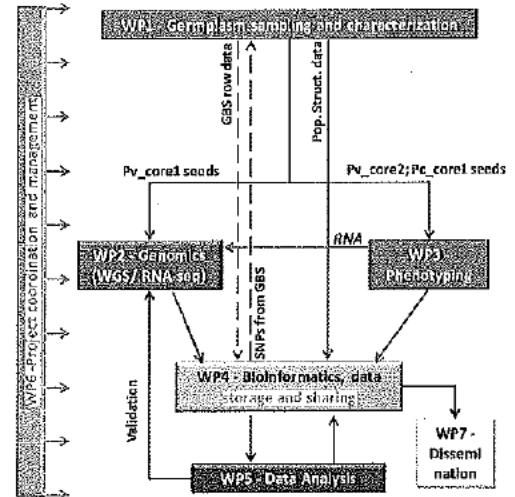 WP1 - Germplasm sampling and characterization
WP6 -Project coordination and management
GBS row data
SNPs from GBS
Pop. Struct. data
Pv_core1 seeds
Pv_core2; Pc_core1 seeds
WP2 - Genomics
(WGS/ RNA-seq)
RNA
WP3 -
Phenotyping
WP4 - Bioinformatics, data
storage and sharing
Validation
WP7 -
Dissemi
nation
WP5 - Data Analysis